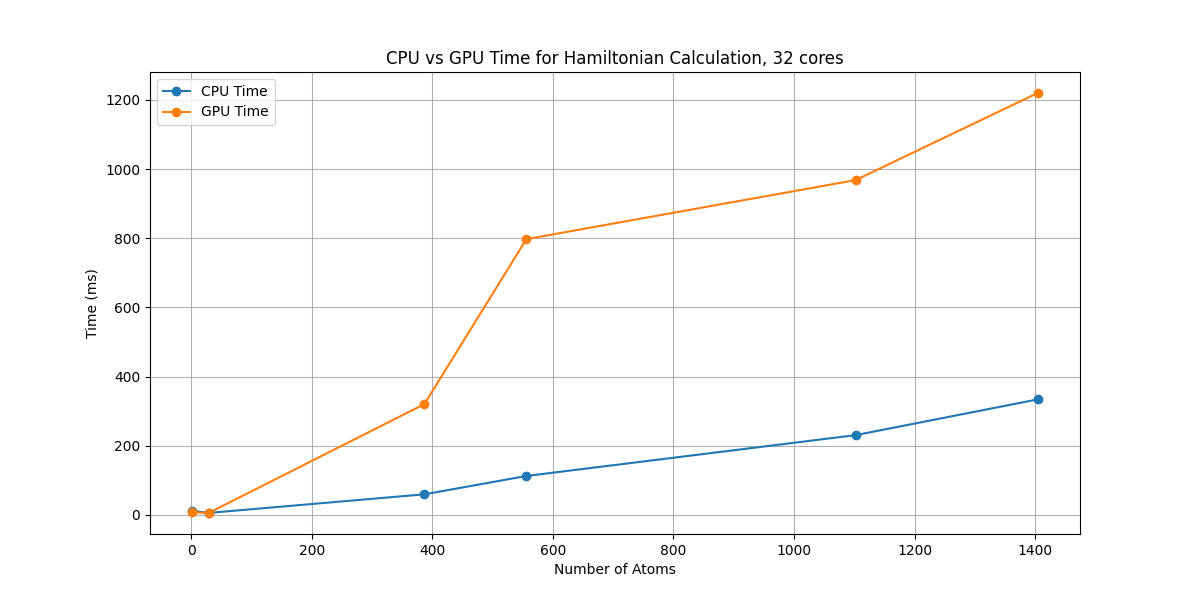 CPU vs GPU Time for Hamiltonian Calculation, 32 cores
CPU Time
GPU Time
1200
1000
800
600
400
200
0
Time (ms)
0 200 400 600 800 1000 1200 1400
Number of Atoms